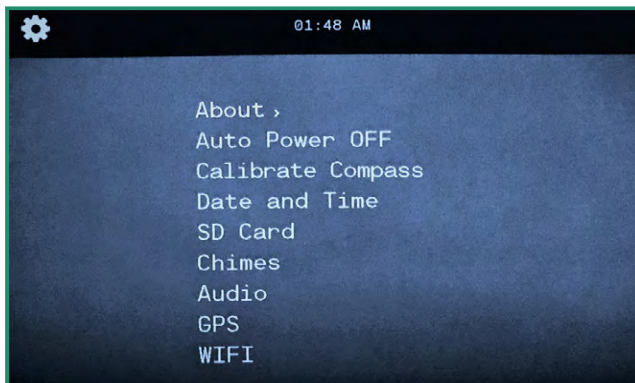 01:48 AM
About ›
Auto Power OFF
Calibrate Compass
Date and Time
SD Card
Chimes
Audio
GPS
WIFI